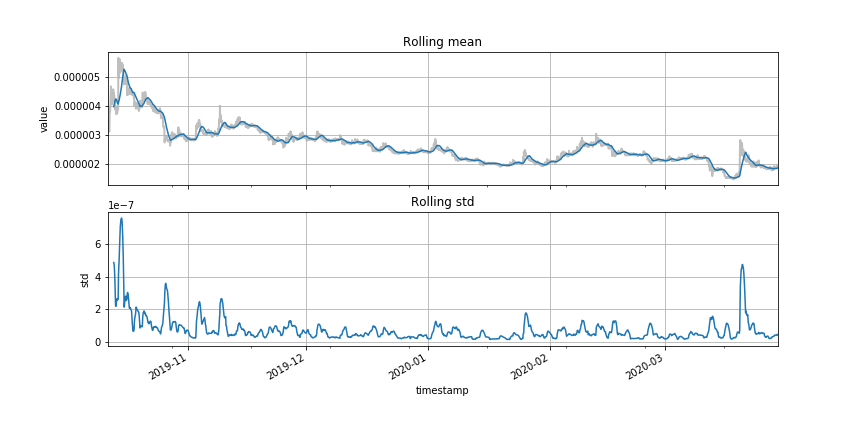 Rolling mean
0.000005
0.000004
0.000003
0.000002
value
Rolling std
1e−7
6
4
2
0
std
2019-11
2019-12
2020-01
2020-02
2020-03
timestamp